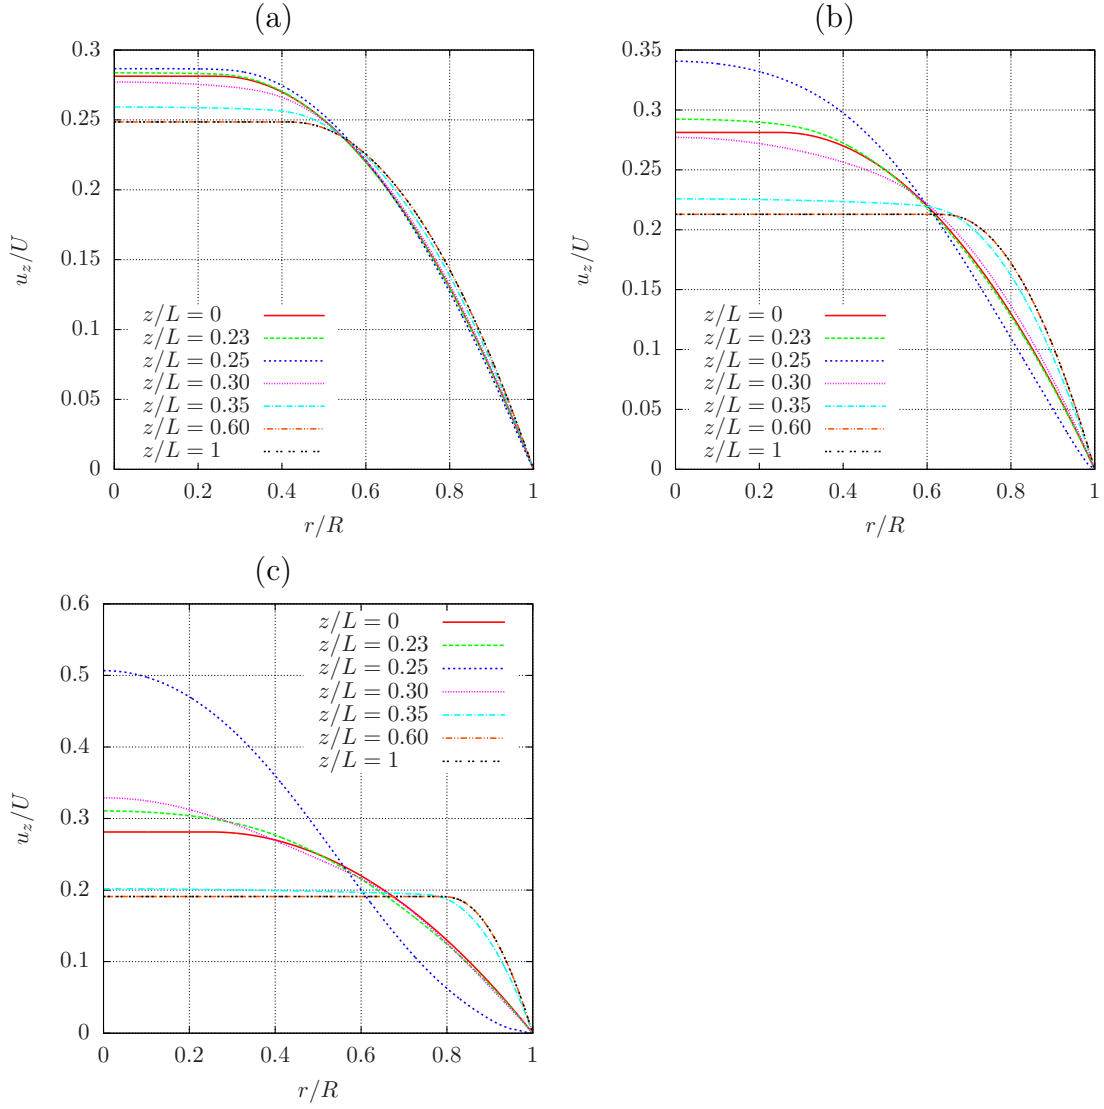 (a)
0.3
0.25
0.2
0.15
0.1
0.05
0
u_z/U
z/L = 0
z/L = 0.23
z/L = 0.25
z/L = 0.30
z/L = 0.35
z/L = 0.60
z/L = 1
0 0.2 0.4 0.6 0.8 1
r/R
(b)
0.35
0.3
0.25
0.2
0.15
0.1
0.05
0
u_z/U
z/L = 0
z/L = 0.23
z/L = 0.25
z/L = 0.30
z/L = 0.35
z/L = 0.60
z/L = 1
0 0.2 0.4 0.6 0.8 1
r/R
(c)
0.6
0.5
0.4
0.3
0.2
0.1
0
u_z/U
z/L = 0
z/L = 0.23
z/L = 0.25
z/L = 0.30
z/L = 0.35
z/L = 0.60
z/L = 1
0 0.2 0.4 0.6 0.8 1
r/R